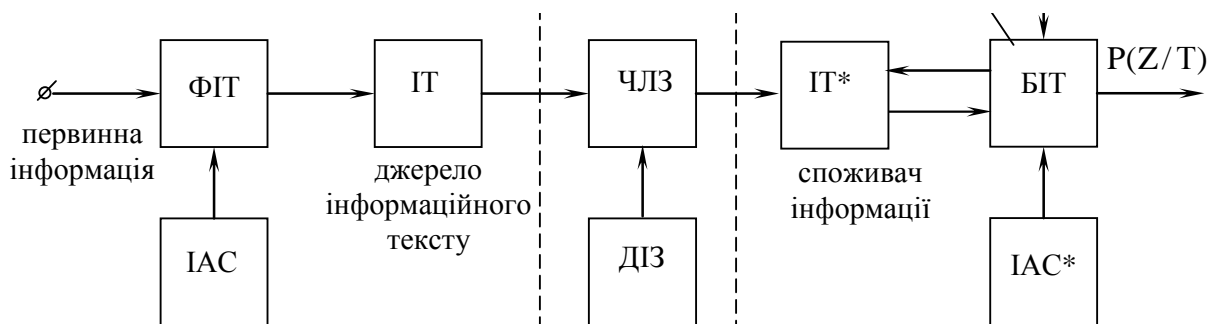 P(Z/T)
ФІТ
ІТ
ЧЛЗ
ІТ*
БІТ
первинна
інформація
джерело
інформаційного
тексту
споживач
інформації
ІАС
ДІЗ
ІАС*